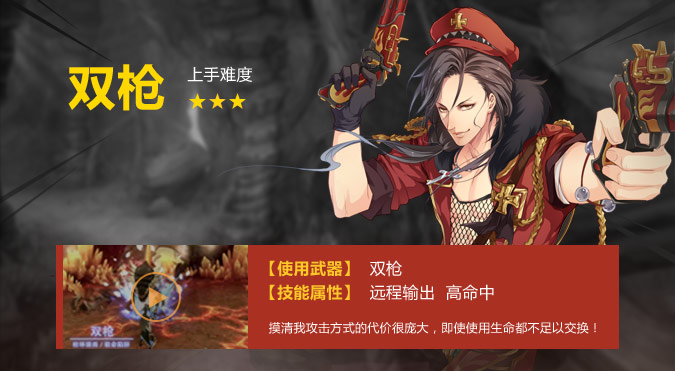 双枪
上手难度
★★★
【使用武器】 双枪
【技能属性】 远程输出 高命中
摸清我攻击方式的代价很庞大，即使使用生命都不足以交换！
双枪